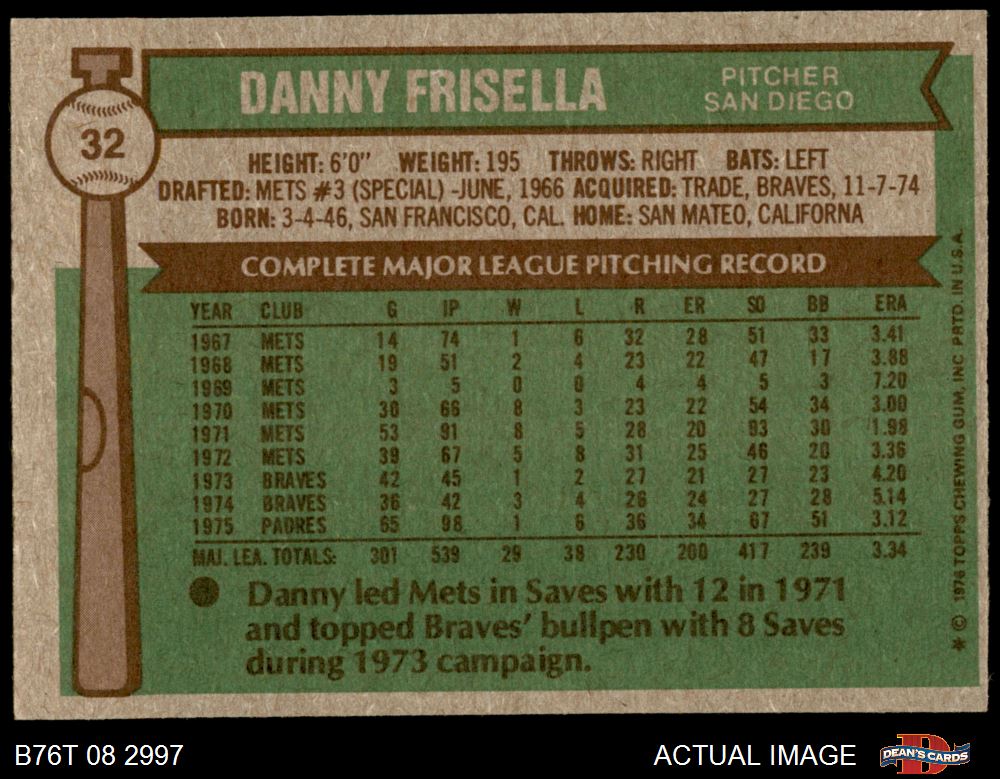 32
DANNY FRISELLA
PITCHER
SAN DIEGO
HEIGHT: 6'0" WEIGHT: 195 THROWS: RIGHT BATS: LEFT
DRAFTED: METS #3 (SPECIAL) -JUNE, 1966 ACQUIRED: TRADE, BRAVES, 11-7-74
BORN: 3-4-46, SAN FRANCISCO, CAL. HOME: SAN MATEO, CALIFORNIA
COMPLETE MAJOR LEAGUE PITCHING RECORD
YEAR CLUB G IP W L R ER SO BB ERA
1967 METS 14 74 1 6 32 28 51 33 3.41
1968 METS 19 51 2 4 23 22 47 17 3.88
1969 METS 3 5 0 0 4 4 5 3 7.20
1970 METS 30 66 8 3 23 22 54 34 3.00
1971 METS 53 91 8 5 28 20 93 30 1.98
1972 METS 39 67 5 8 31 25 46 20 3.36
1973 BRAVES 42 45 1 2 27 21 27 23 4.20
1974 BRAVES 36 42 3 4 26 24 27 28 5.14
1975 PADRES 65 98 1 6 36 34 67 51 3.12
MAJ. LEA. TOTALS: 301 539 29 38 230 200 417 239 3.34
Danny led Mets in Saves with 12 in 1971
and topped Braves' bullpen with 8 Saves
during 1973 campaign.
* © 1976 TOPPS CHEWING GUM, INC. PRTD. IN U.S.A.
B76T 08 2997
ACTUAL IMAGE
DEAN'S CARDS